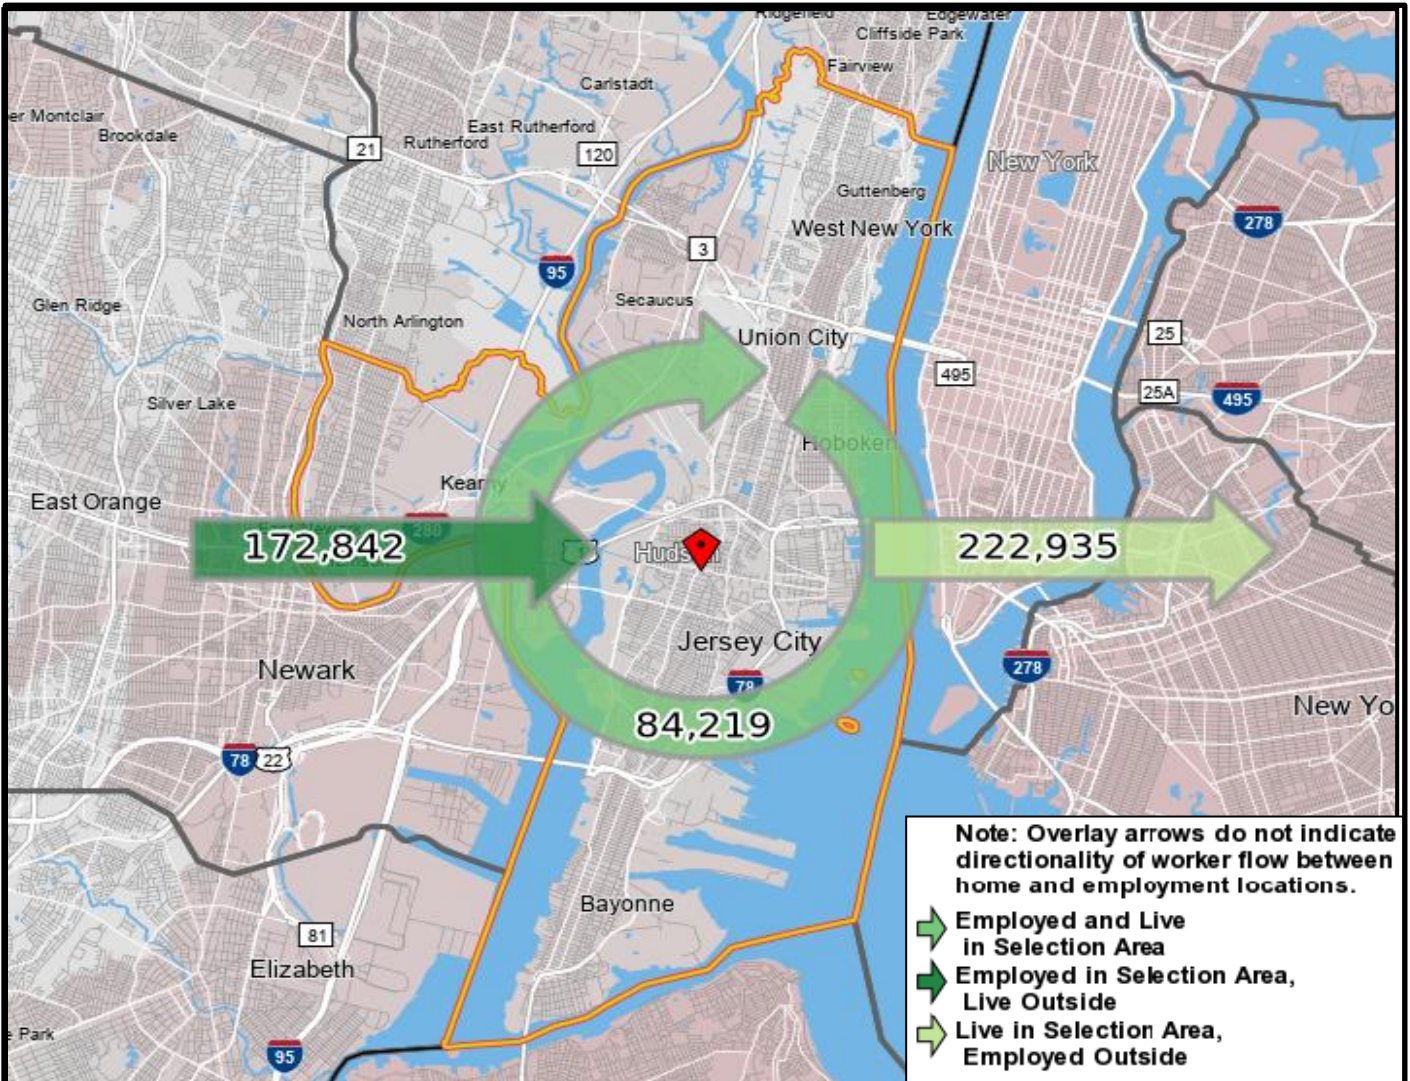 Ridgefield
Edgewater
Cliffside Park
Fairview
Carlstadt
er Montclair
Brookdale
21
East Rutherford
Rutherford
120
New York
Guttenberg
West New York
278
3
95
Secaucus
Glen Ridge
North Arlington
Union City
25
495
25A
495
Silver Lake
Hoboken
Kearny
East Orange
280
172,842
1
Hudson
222,935
Jersey City
Newark
78
278
84,219
New Yo
78
22
Bayonne
81
Elizabeth
e Park
95
Note: Overlay arrows do not indicate
directionality of worker flow between
home and employment locations.
Employed and Live
in Selection Area
Employed in Selection Area,
Live Outside
Live in Selection Area,
Employed Outside